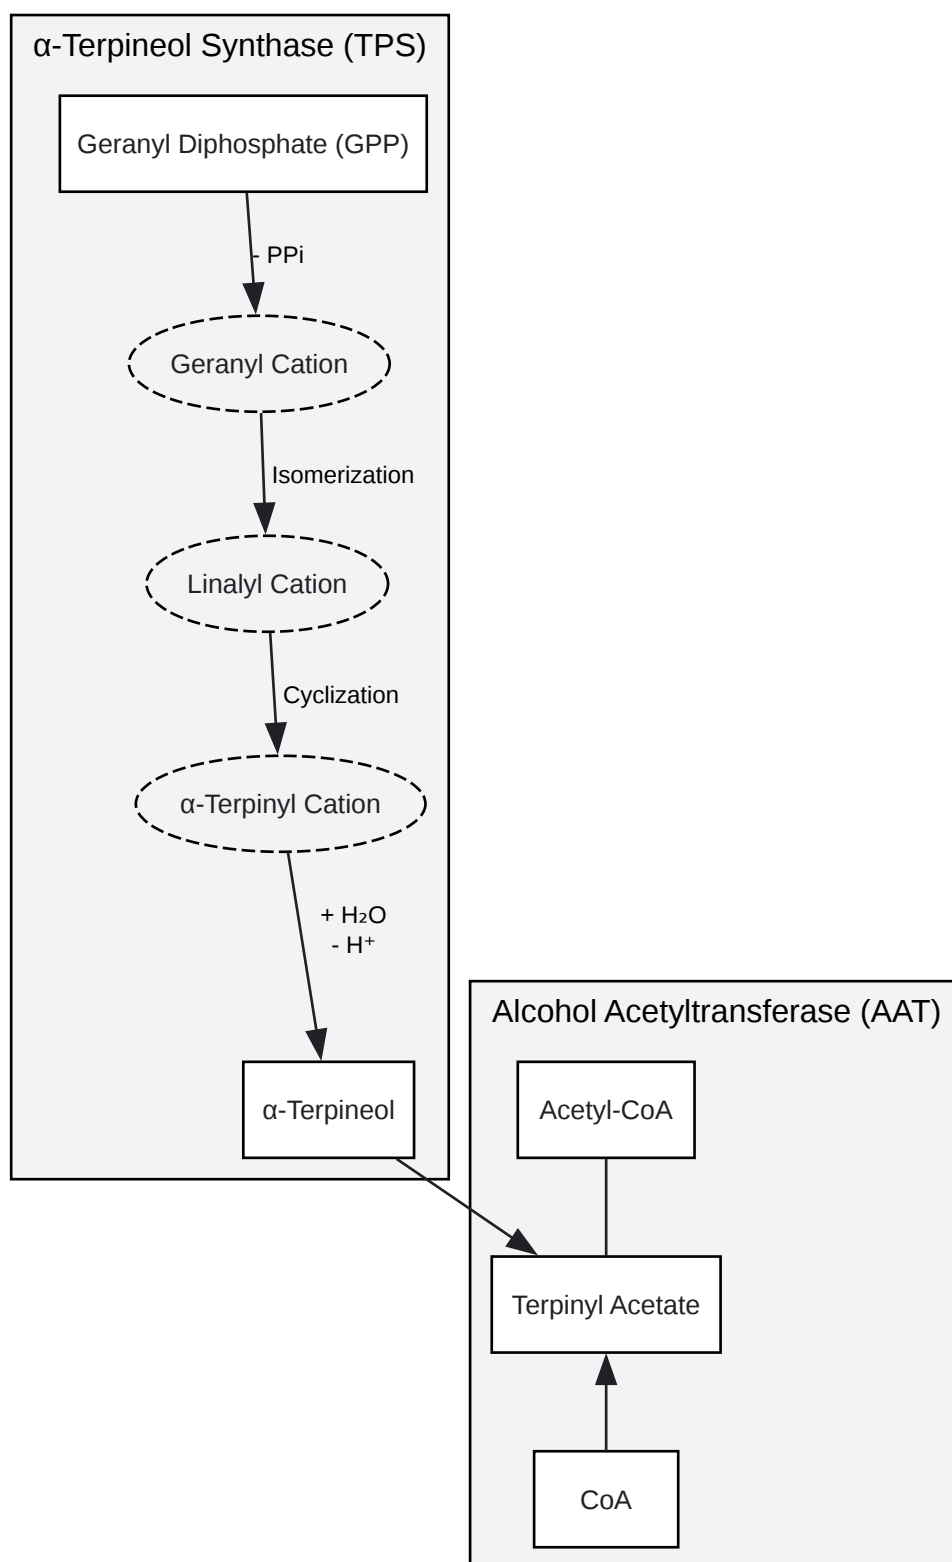 α-Terpineol Synthase (TPS)
Geranyl Diphosphate (GPP)
- PPi
Geranyl Cation
Isomerization
Linalyl Cation
Cyclization
α-Terpinyl Cation
+ H₂O
- H⁺
α-Terpineol
Alcohol Acetyltransferase (AAT)
Acetyl-CoA
Terpinyl Acetate
CoA